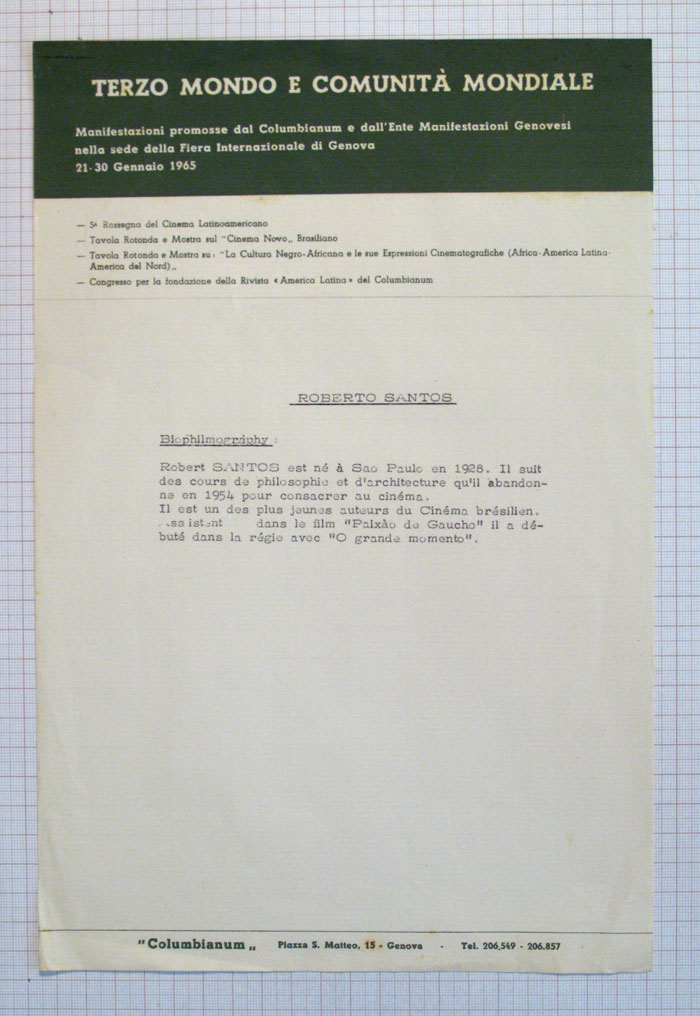 TERZO MONDO E COMUNITÀ MONDIALE
Manifestazioni promosse dal Columbianum e dall'Ente Manifestazioni Genovesi
nella sede della Fiera Internazionale di Genova
21-30 Gennaio 1965
— 5ª Rassegna del Cinema Latinoamericano
— Tavola Rotonda e Mostra sul "Cinema Novo„ Brasiliano
— Tavola Rotonda e Mostra su: "La Cultura Negro-Africana e le sue Espressioni Cinematografiche (Africa-America Latina-
America del Nord)„
— Congresso per la fondazione della Rivista «America Latina» del Columbianum
ROBERTO SANTOS
Biophilmography:
Robert SANTOS est né à Sao Paulo en 1928. Il suit
des cours de philosophie et d'architecture qu'il abandon-
ne en 1954 pour consacrer au cinéma.
Il est un des plus jeunes auteurs du Cinéma brésilien.
Assistent dans le film "Paixào de Gaucho" il a dé-
buté dans la régie avec "O grande momento".
"Columbianum„ Piazza S. Matteo, 15 - Genova - Tel. 206,549 - 206.857